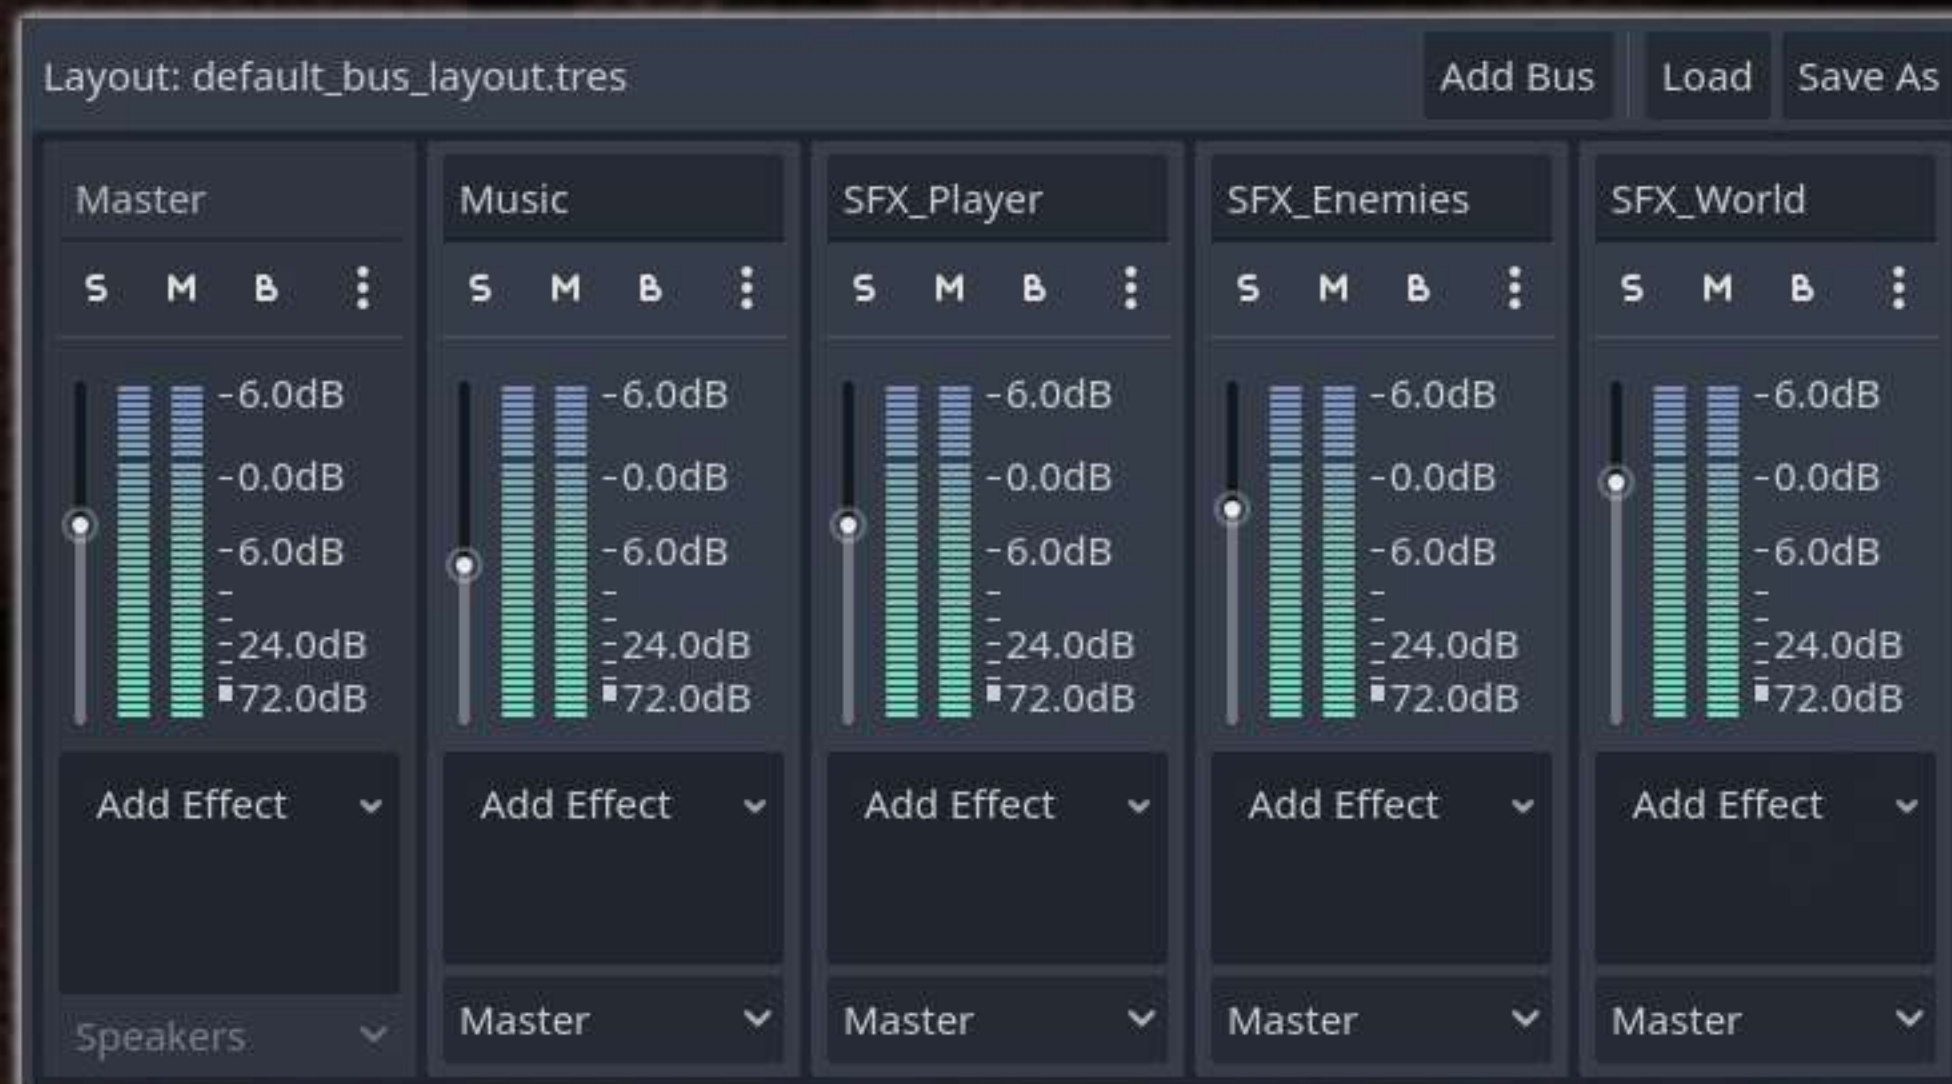 Layout: default_bus_layout.tres Add Bus Load Save As
Master Music SFX_Player SFX_Enemies SFX_World
S M B S M B S M B S M B S M B
-6.0dB -6.0dB -6.0dB -6.0dB -6.0dB
-0.0dB -0.0dB -0.0dB -0.0dB -0.0dB
-6.0dB -6.0dB -6.0dB -6.0dB -6.0dB
-24.0dB -24.0dB -24.0dB -24.0dB -24.0dB
72.0dB 72.0dB 72.0dB 72.0dB 72.0dB
Add Effect Add Effect Add Effect Add Effect Add Effect
Speakers Master Master Master Master